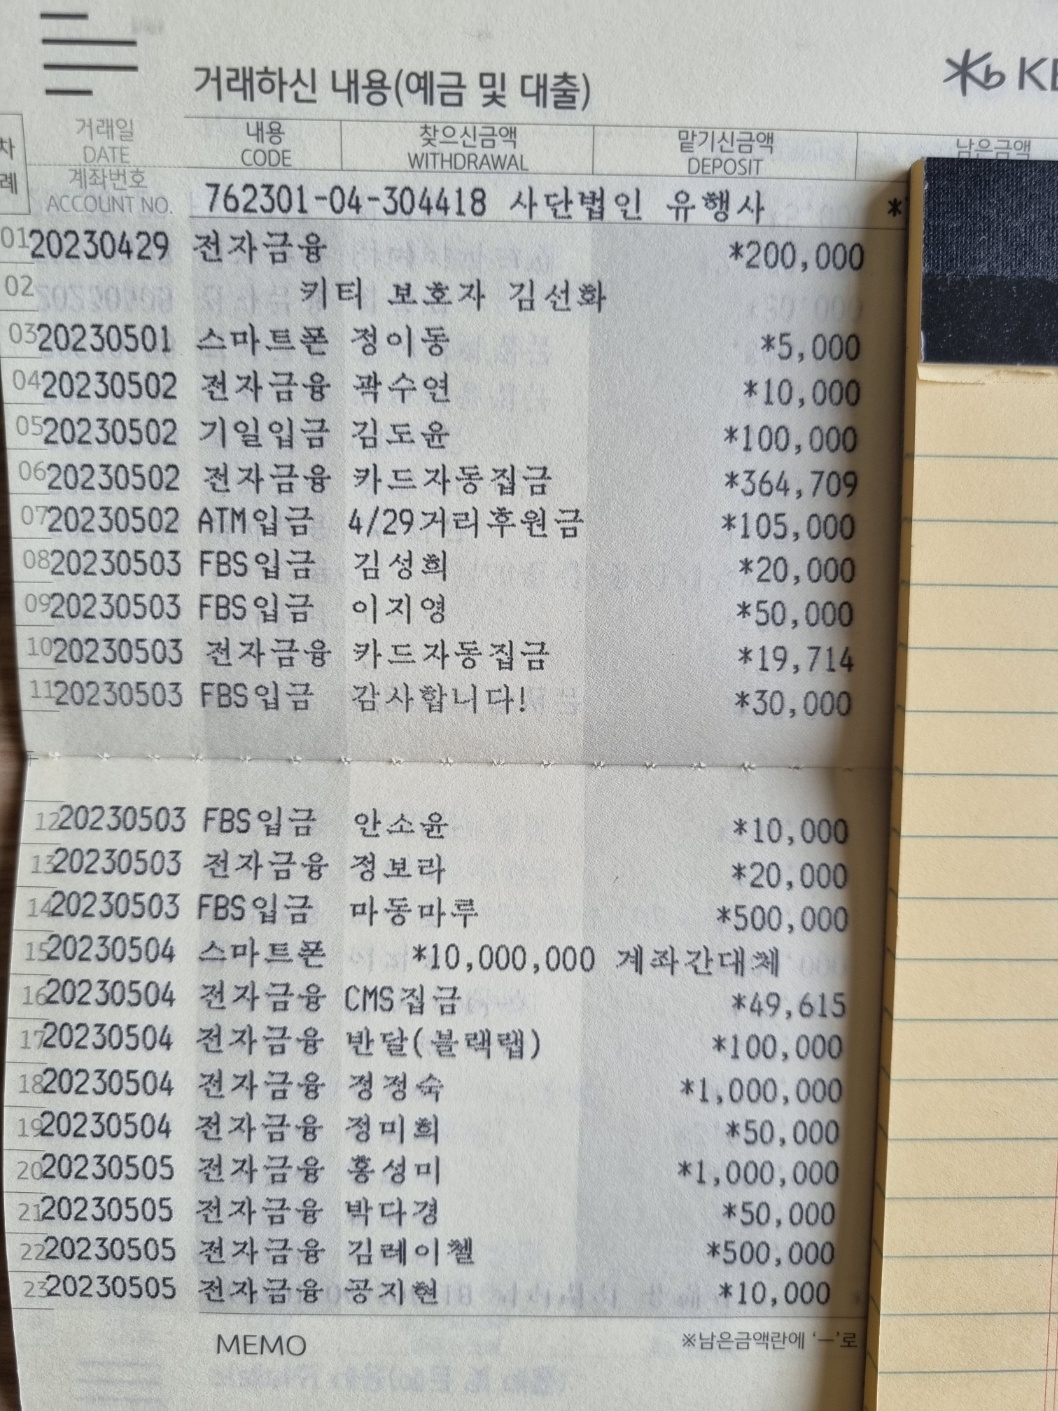 거래하신 내용(예금 및 대출)
거래일 DATE 내용 CODE 찾으신금액 WITHDRAWAL 맡기신금액 DEPOSIT 남은금액
계좌번호 ACCOUNT NO. 762301-04-304418 사단법인 유행사 *
01 20230429 전자금융 *200,000
02 키티 보호자 김선화
03 20230501 스마트폰 정이동 *5,000
04 20230502 전자금융 곽수연 *10,000
05 20230502 기일입금 김도윤 *100,000
06 20230502 전자금융 카드자동집금 *364,709
07 20230502 ATM입금 4/29거리후원금 *105,000
08 20230503 FBS입금 김성희 *20,000
09 20230503 FBS입금 이지영 *50,000
10 20230503 전자금융 카드자동집금 *19,714
11 20230503 FBS입금 감사합니다! *30,000
12 20230503 FBS입금 안소윤 *10,000
13 20230503 전자금융 정보라 *20,000
14 20230503 FBS입금 마동마루 *500,000
15 20230504 스마트폰 *10,000,000 계좌간대체
16 20230504 전자금융 CMS집금 *49,615
17 20230504 전자금융 반달(블랙랩) *100,000
18 20230504 전자금융 정정숙 *1,000,000
19 20230504 전자금융 정미희 *50,000
20 20230505 전자금융 홍성미 *1,000,000
21 20230505 전자금융 박다경 *50,000
22 20230505 전자금융 김레이첼 *500,000
23 20230505 전자금융 공지현 *10,000
MEMO ※남은금액란에 '—'로